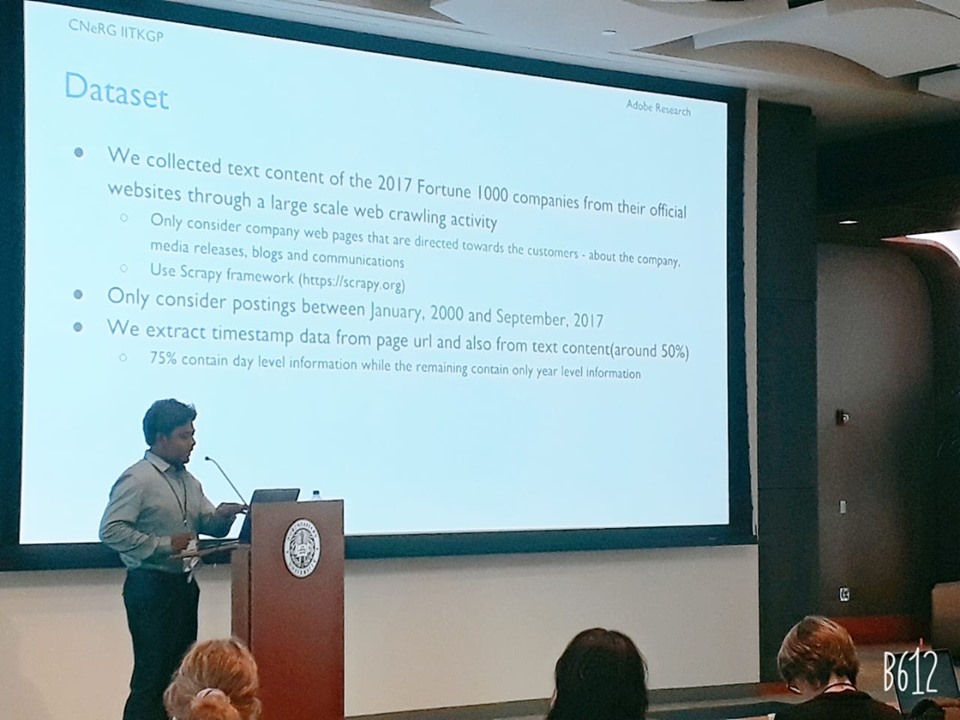 CNeRG IITKGP
Adobe Research
Dataset
• We collected text content of the 2017 Fortune 1000 companies from their official
websites through a large scale web crawling activity
○ Only consider company web pages that are directed towards the customers - about the company,
media releases, blogs and communications
○ Use Scrapy framework (https://scrapy.org)
• Only consider postings between January, 2000 and September, 2017
• We extract timestamp data from page url and also from text content(around 50%)
○ 75% contain day level information while the remaining contain only year level information
B612